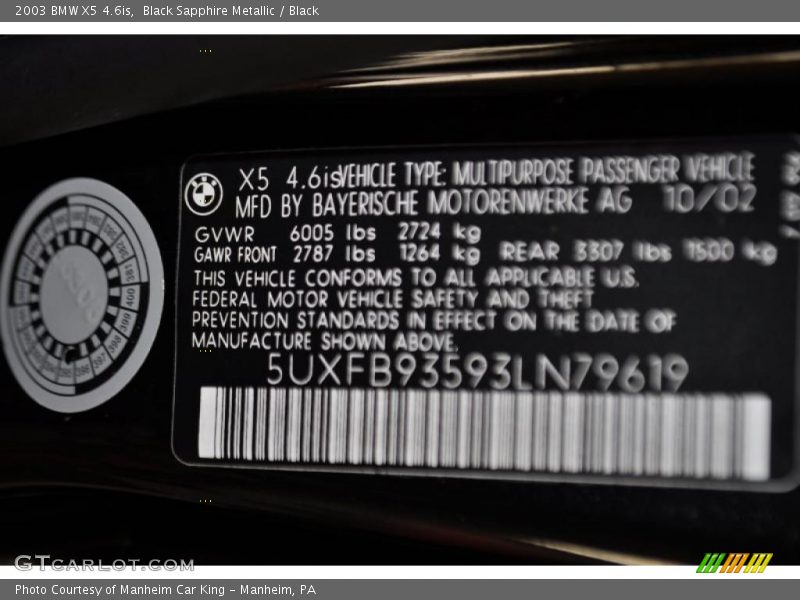 2003 BMW X5 4.6is,  Black Sapphire Metallic / Black
X5 4.6is VEHICLE TYPE: MULTIPURPOSE PASSENGER VEHICLE
MFD BY BAYERISCHE MOTORENWERKE AG 10/02
GVWR 6005 lbs 2724 kg
GAWR FRONT 2787 lbs 1264 kg REAR 3307 lbs 1500 kg
THIS VEHICLE CONFORMS TO ALL APPLICABLE U.S.
FEDERAL MOTOR VEHICLE SAFETY AND THEFT
PREVENTION STANDARDS IN EFFECT ON THE DATE OF
MANUFACTURE SHOWN ABOVE.
5UXFB93593LN79619
GTCARLOT.COM
Photo Courtesy of Manheim Car King - Manheim, PA